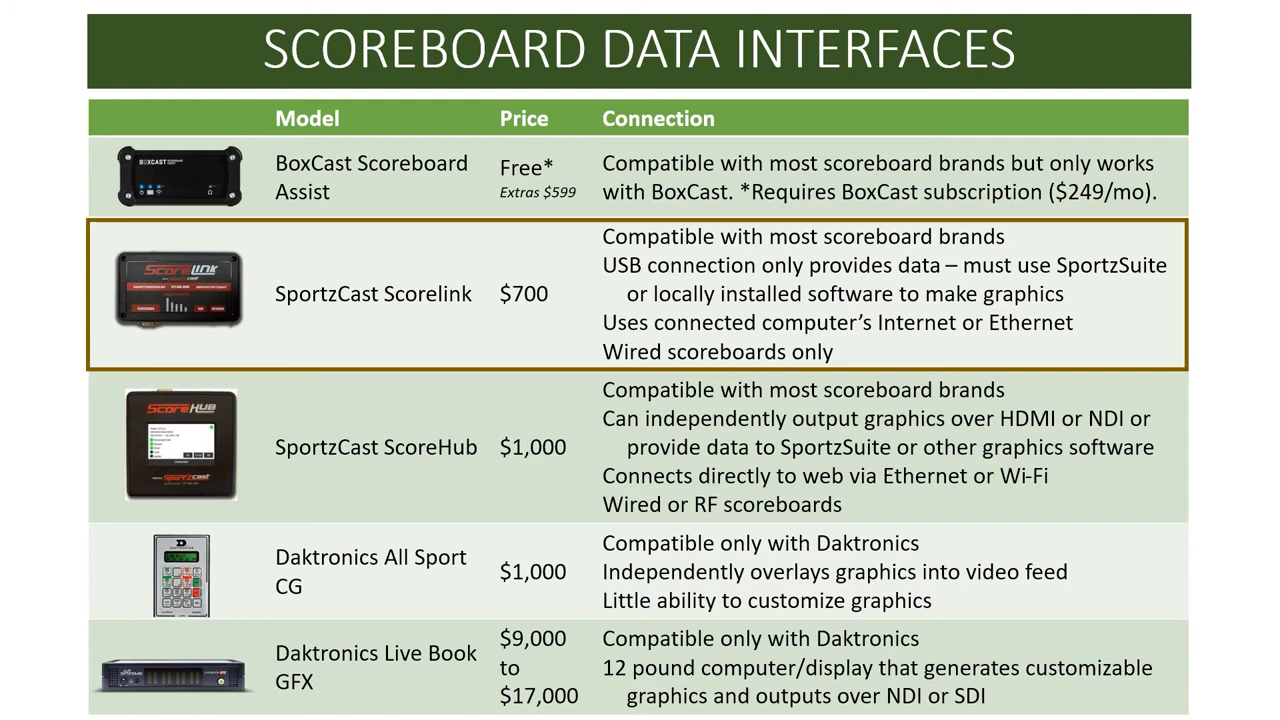 SCOREBOARD DATA INTERFACES
Model Price Connection
BOXCAST
BoxCast Scoreboard
Assist
Free*
Extras $599
Compatible with most scoreboard brands but only works
with BoxCast. *Requires BoxCast subscription ($249/mo).
SCORELINK
SportzCast Scorelink
$700
Compatible with most scoreboard brands
USB connection only provides data – must use SportzSuite
or locally installed software to make graphics
Uses connected computer's Internet or Ethernet
Wired scoreboards only
SCOREHUB
Sportzcast
SportzCast ScoreHub
$1,000
Compatible with most scoreboard brands
Can independently output graphics over HDMI or NDI or
provide data to SportzSuite or other graphics software
Connects directly to web via Ethernet or Wi-Fi
Wired or RF scoreboards
Daktronics All Sport
CG
$1,000
Compatible only with Daktronics
Independently overlays graphics into video feed
Little ability to customize graphics
Daktronics Live Book
GFX
$9,000
to
$17,000
Compatible only with Daktronics
12 pound computer/display that generates customizable
graphics and outputs over NDI or SDI